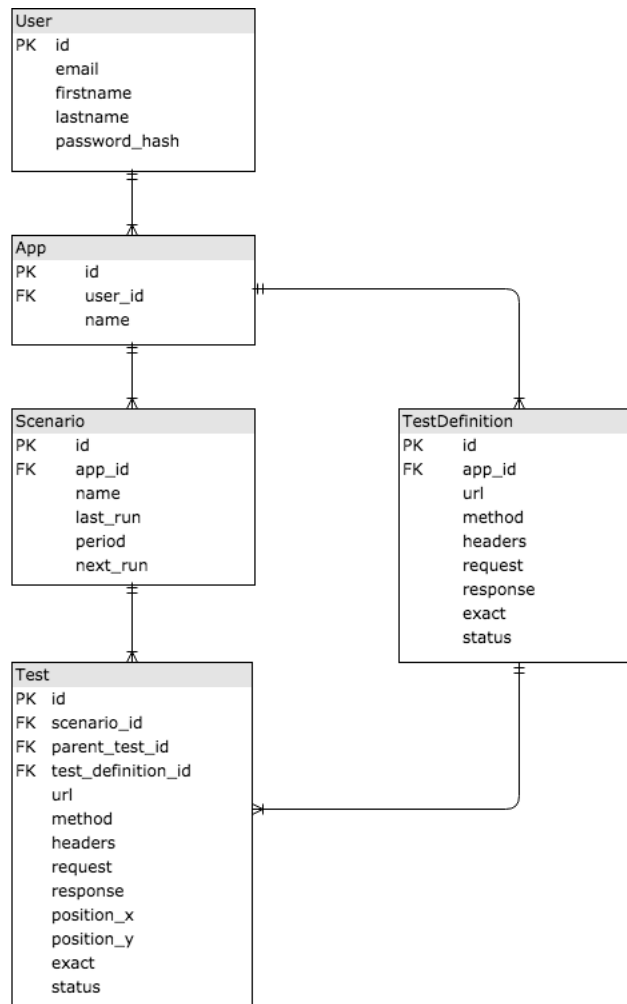 User
PK id
email
firstname
lastname
password_hash
App
PK id
FK user_id
name
Scenario
PK id
FK app_id
name
last_run
period
next_run
TestDefinition
PK id
FK app_id
url
method
headers
request
response
exact
status
Test
PK id
FK scenario_id
FK parent_test_id
FK test_definition_id
url
method
headers
request
response
position_x
position_y
exact
status